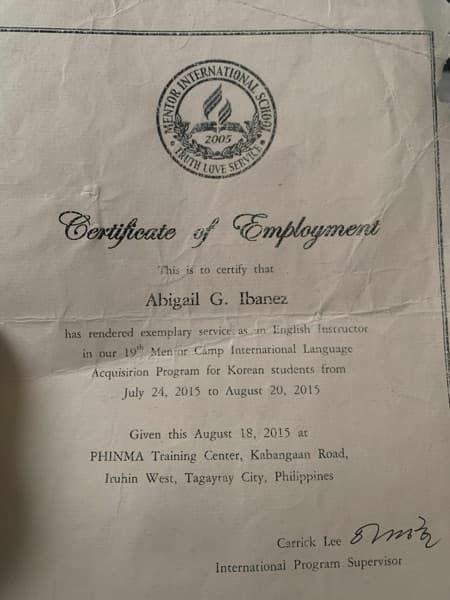 MENTOR INTERNATIONAL SCHOOL
2005
TRUTH LOVE SERVICE
Certificate of Employment
This is to certify that
Abigail G. Ibanez
has rendered exemplary service as an English Instructor
in our 19th Mentor Camp International Language
Acquisition Program for Korean students from
July 24, 2015 to August 20, 2015
Given this August 18, 2015 at
PHINMA Training Center, Kabangaan Road,
Iruhin West, Tagayray City, Philippines
Carrick Lee
International Program Supervisor